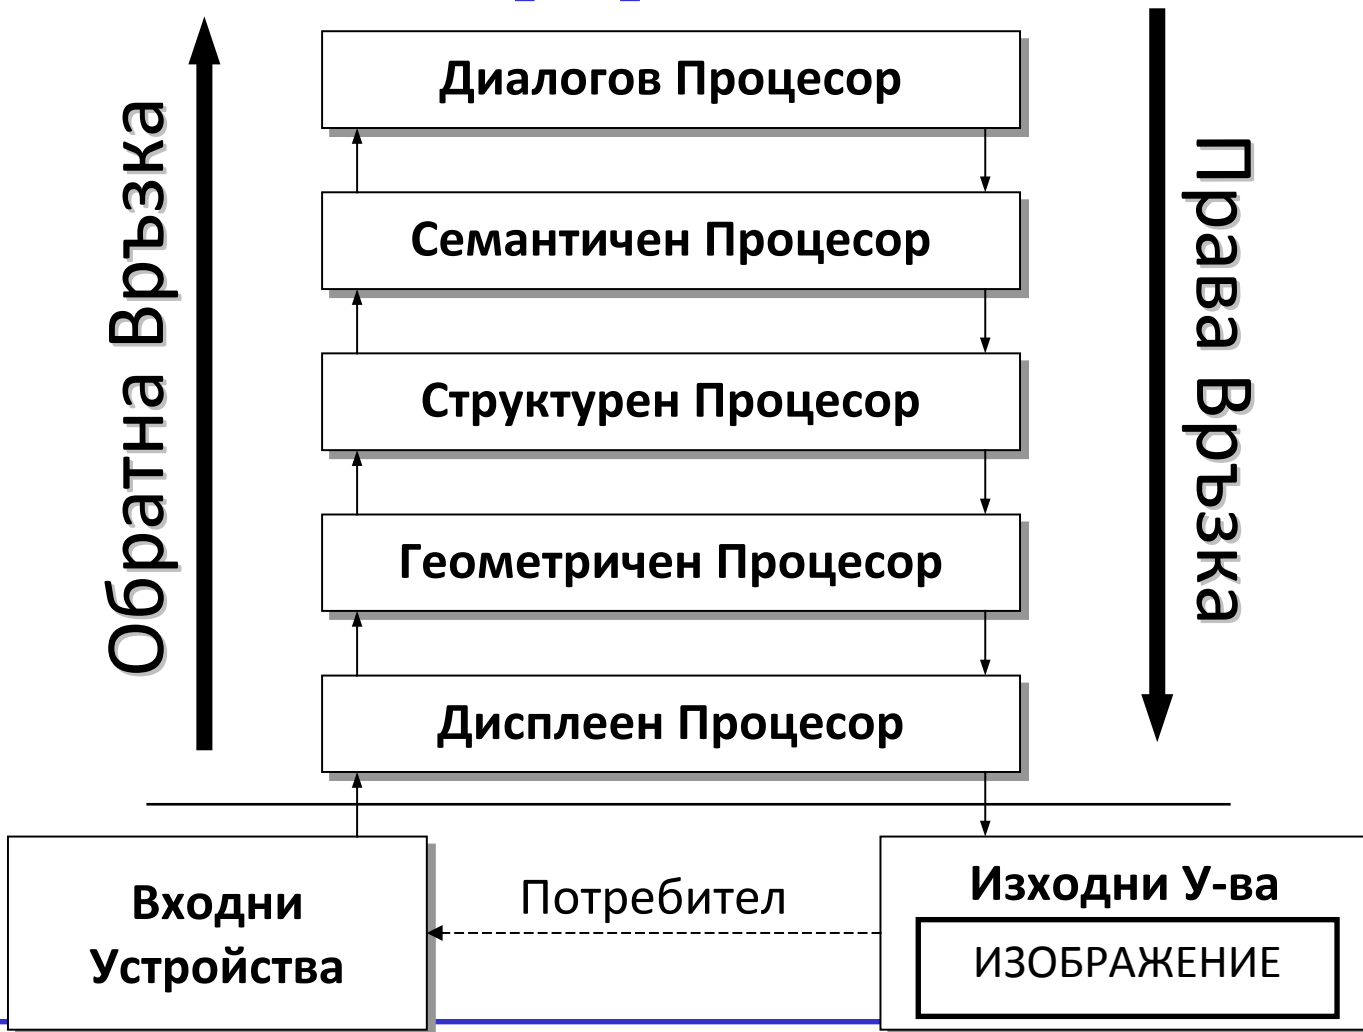 Диалогов Процесор
Обратна Връзка
Права Връзка
Семантичен Процесор
Структурен Процесор
Геометричен Процесор
Дисплеен Процесор
Входни
Устройства
Потребител
Изходни У-ва
ИЗОБРАЖЕНИЕ